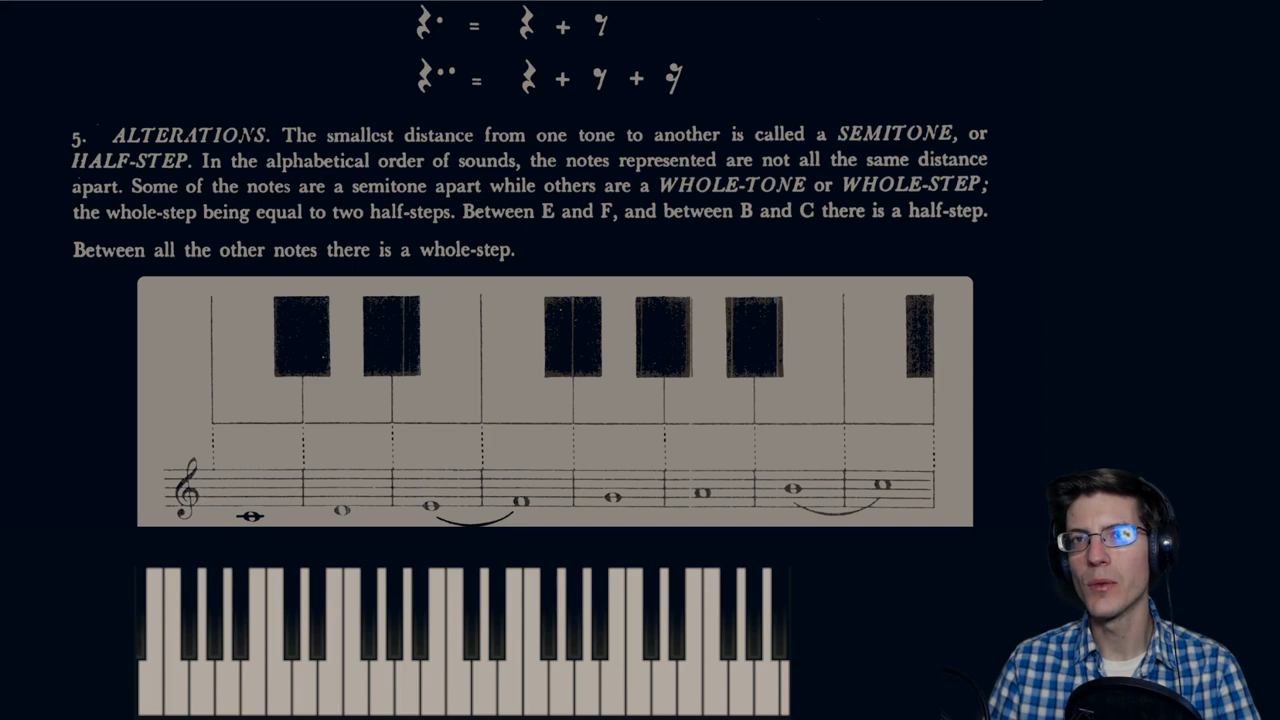 = +
= + +
5. ALTERATIONS. The smallest distance from one tone to another is called a SEMITONE, or
HALF-STEP. In the alphabetical order of sounds, the notes represented are not all the same distance
apart. Some of the notes are a semitone apart while others are a WHOLE-TONE or WHOLE-STEP;
the whole-step being equal to two half-steps. Between E and F, and between B and C there is a half-step.
Between all the other notes there is a whole-step.